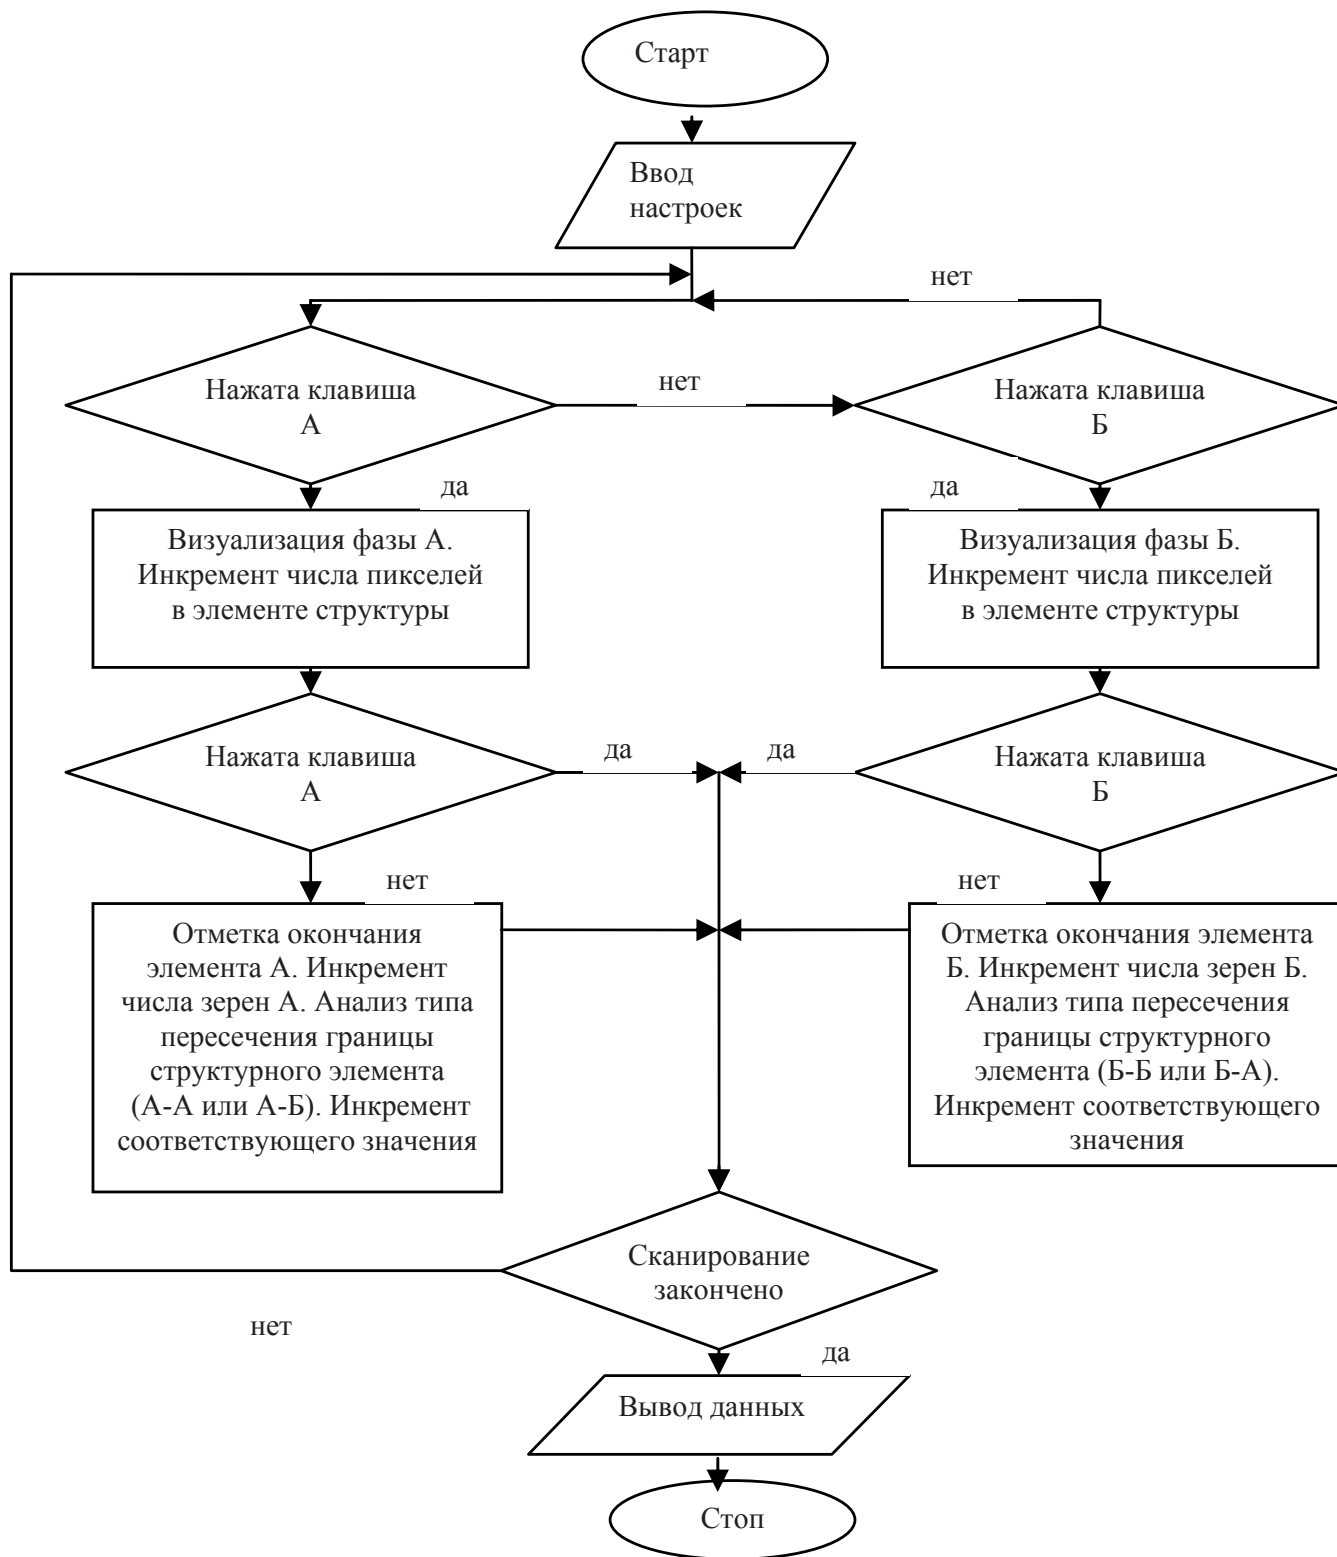 Старт
Ввод
настроек
нет
Нажата клавиша
А
нет
Нажата клавиша
Б
да
да
Визуализация фазы А.
Инкремент числа пикселей
в элементе структуры
Визуализация фазы Б.
Инкремент числа пикселей
в элементе структуры
Нажата клавиша
А
да
да
Нажата клавиша
Б
нет
нет
Отметка окончания
элемента А. Инкремент
числа зерен А. Анализ типа
пересечения границы
структурного элемента
(А-А или А-Б). Инкремент
соответствующего значения
Отметка окончания элемента
Б. Инкремент числа зерен Б.
Анализ типа пересечения
границы структурного
элемента (Б-Б или Б-А).
Инкремент соответствующего
значения
Сканирование
закончено
нет
да
Вывод данных
Стоп